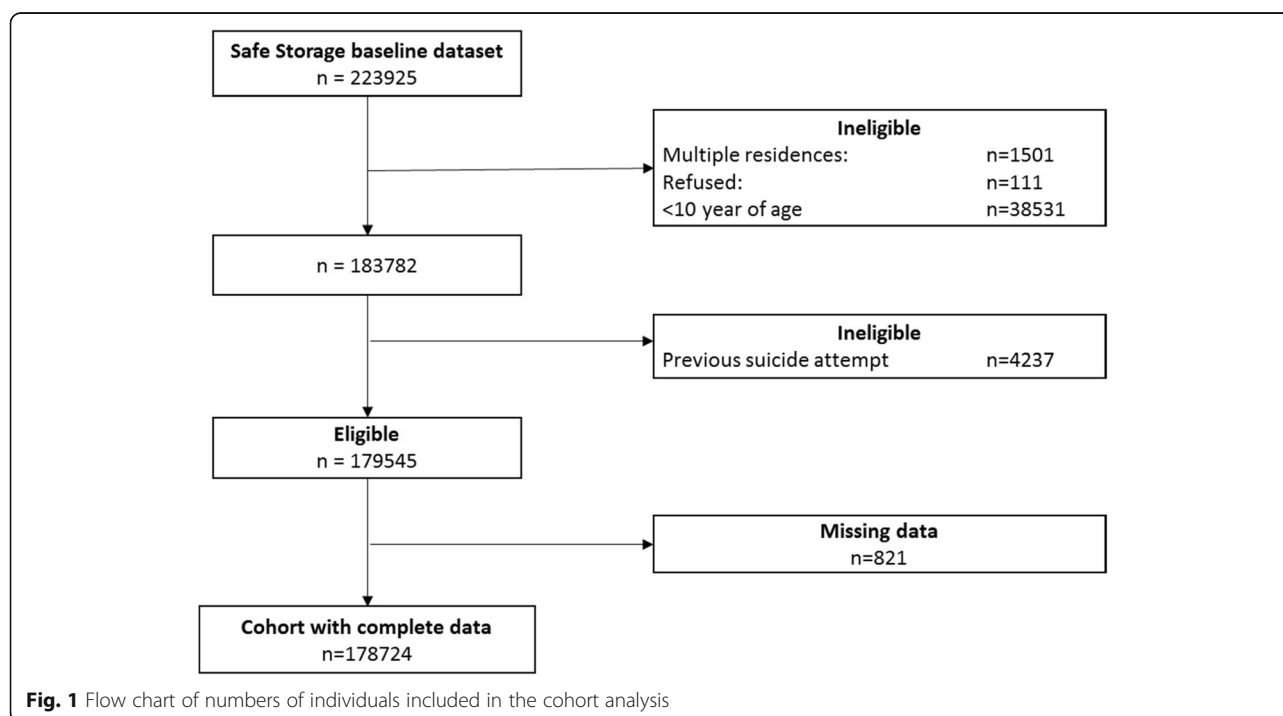 Safe Storage baseline dataset
n = 223925
Ineligible
Multiple residences: n=1501
Refused: n=111
<10 year of age n=38531
n = 183782
Ineligible
Previous suicide attempt n=4237
Eligible
n = 179545
Missing data
n=821
Cohort with complete data
n=178724
Fig. 1 Flow chart of numbers of individuals included in the cohort analysis